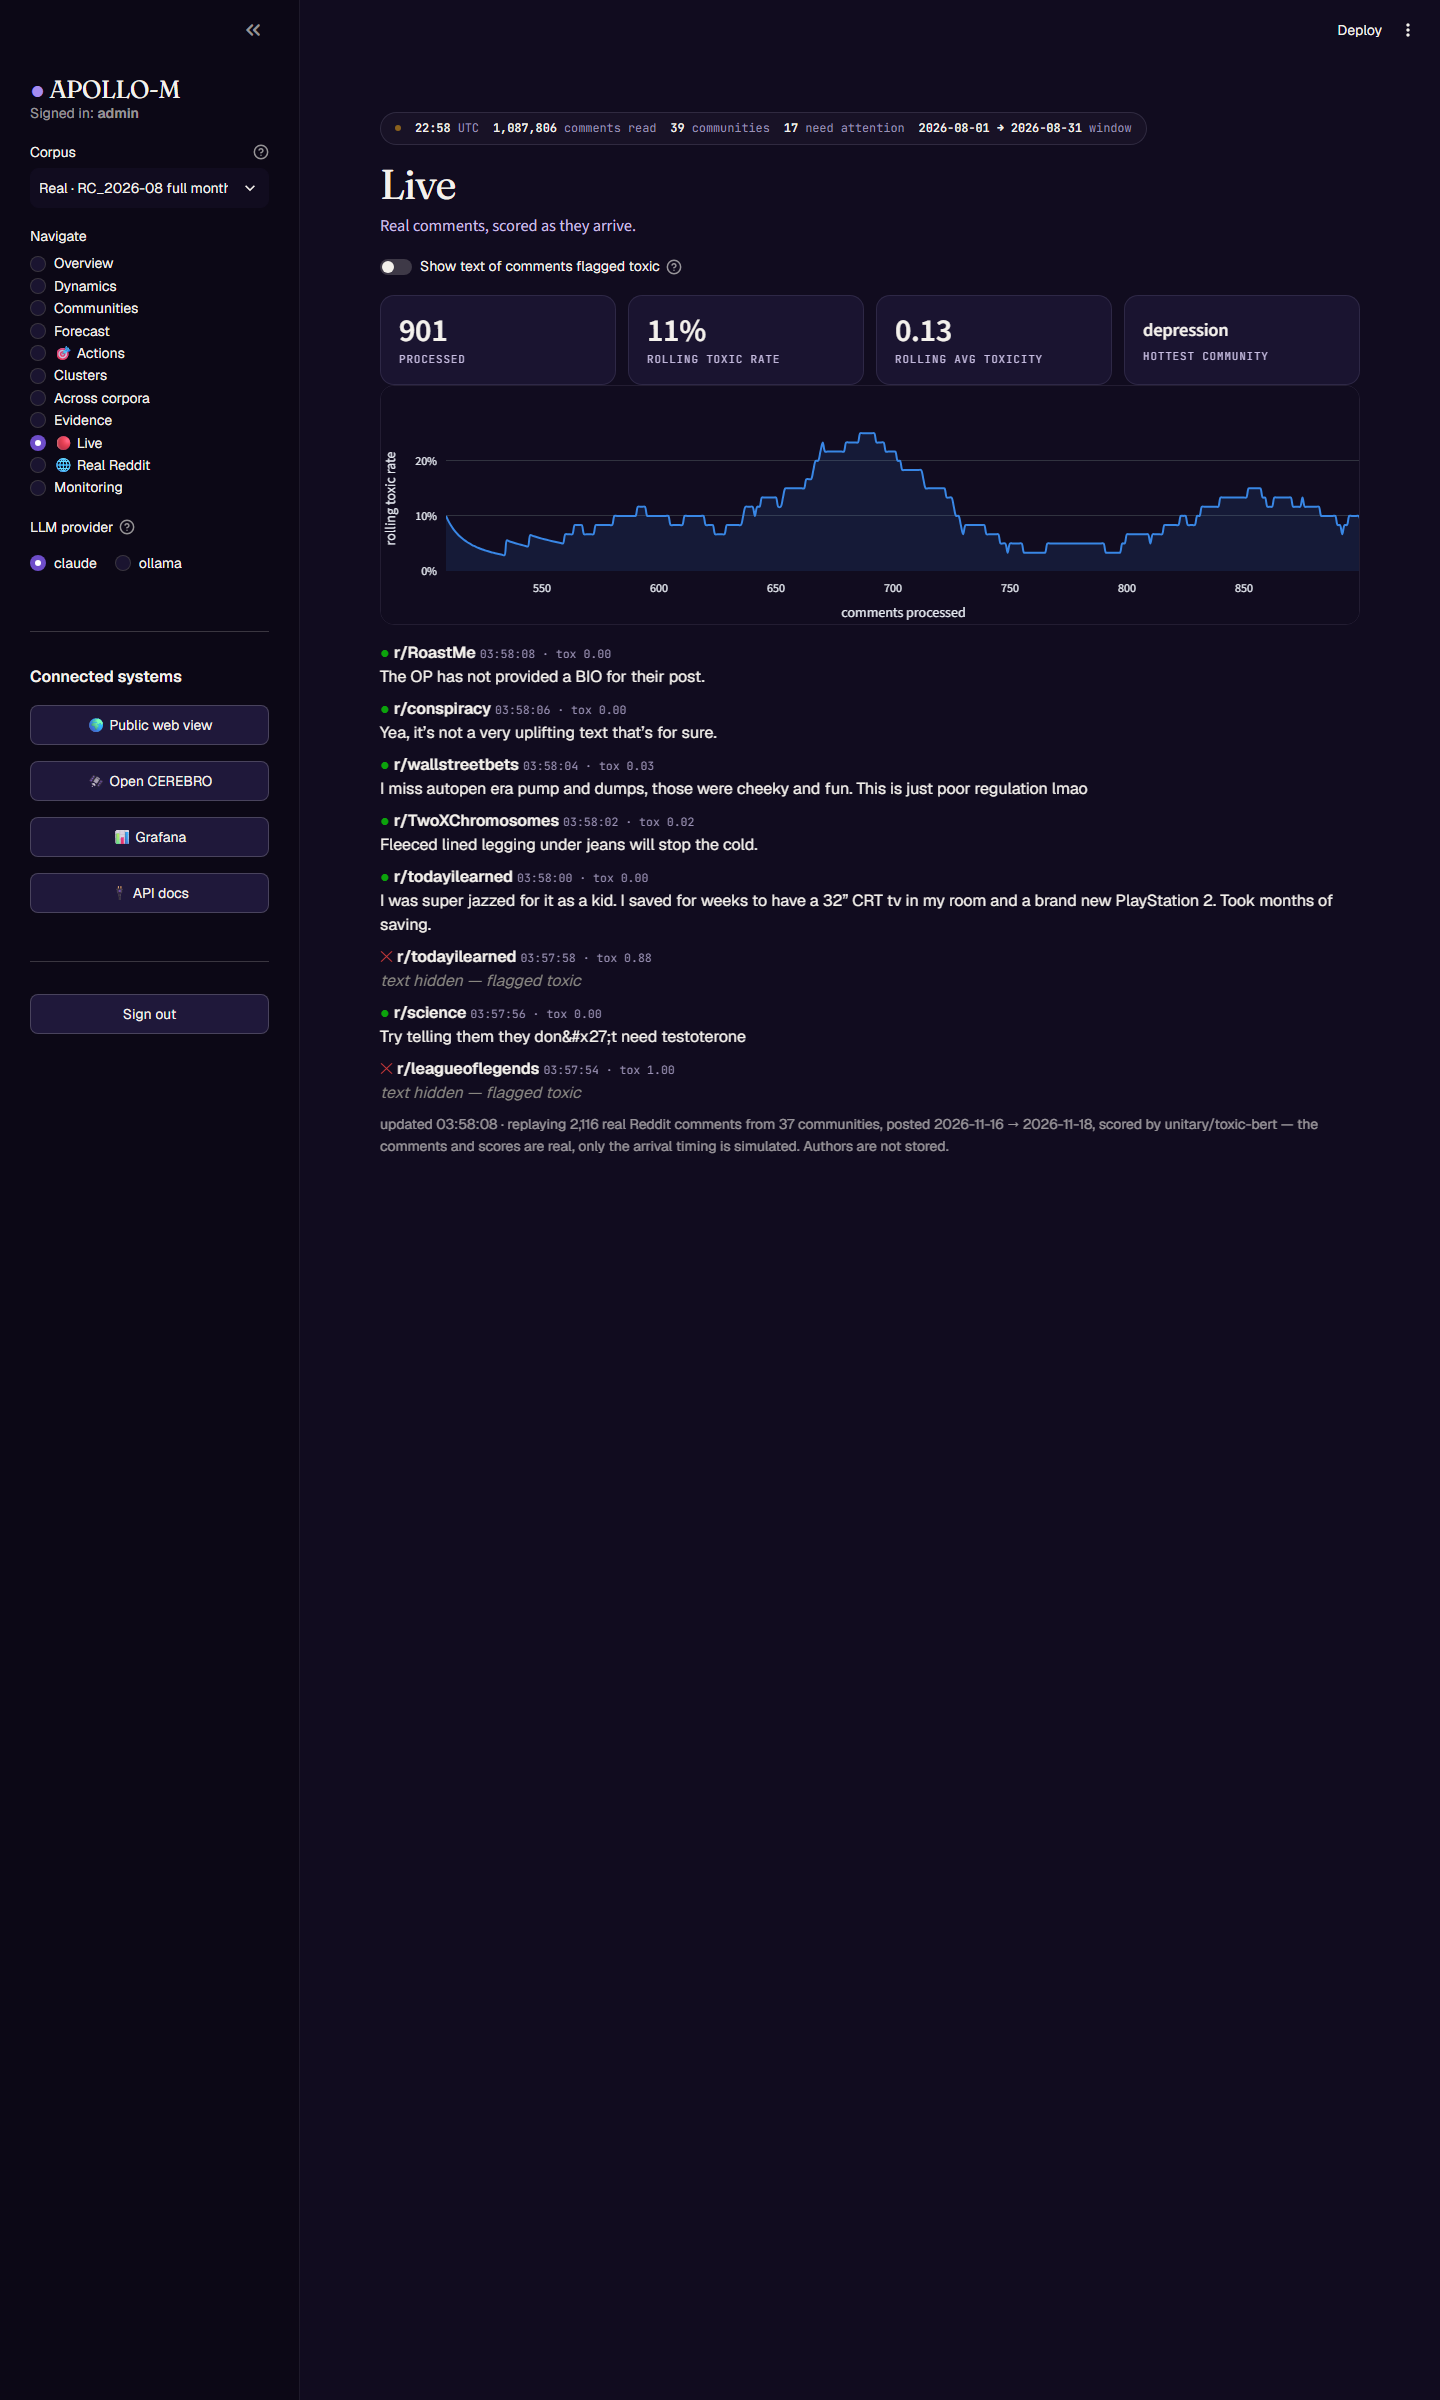 Deploy
APOLLO-M
Signed in: admin
Corpus
Real · RC_2026-08 full month
Navigate
Overview
Dynamics
Communities
Forecast
🎯 Actions
Clusters
Across corpora
Evidence
🔴 Live
🌐 Real Reddit
Monitoring
LLM provider
claude ollama
Connected systems
Public web view
Open CEREBRO
Grafana
API docs
Sign out
22:58 UTC 1,087,806 comments read 39 communities 17 need attention 2026-08-01 → 2026-08-31 window
Live
Real comments, scored as they arrive.
Show text of comments flagged toxic
901
PROCESSED
11%
ROLLING TOXIC RATE
0.13
ROLLING AVG TOXICITY
depression
HOTTEST COMMUNITY
rolling toxic rate
20%
10%
0%
550 600 650 700 750 800 850
comments processed
r/RoastMe 03:58:08 · tox 0.00
The OP has not provided a BIO for their post.
r/conspiracy 03:58:06 · tox 0.00
Yea, it’s not a very uplifting text that’s for sure.
r/wallstreetbets 03:58:04 · tox 0.03
I miss autopen era pump and dumps, those were cheeky and fun. This is just poor regulation lmao
r/TwoXChromosomes 03:58:02 · tox 0.02
Fleeced lined legging under jeans will stop the cold.
r/todayilearned 03:58:00 · tox 0.00
I was super jazzed for it as a kid. I saved for weeks to have a 32” CRT tv in my room and a brand new PlayStation 2. Took months of
saving.
r/todayilearned 03:57:58 · tox 0.88
text hidden — flagged toxic
r/science 03:57:56 · tox 0.00
Try telling them they don&#x27;t need testoterone
r/leagueoflegends 03:57:54 · tox 1.00
text hidden — flagged toxic
updated 03:58:08 · replaying 2,116 real Reddit comments from 37 communities, posted 2026-11-16 → 2026-11-18, scored by unitary/toxic-bert — the
comments and scores are real, only the arrival timing is simulated. Authors are not stored.